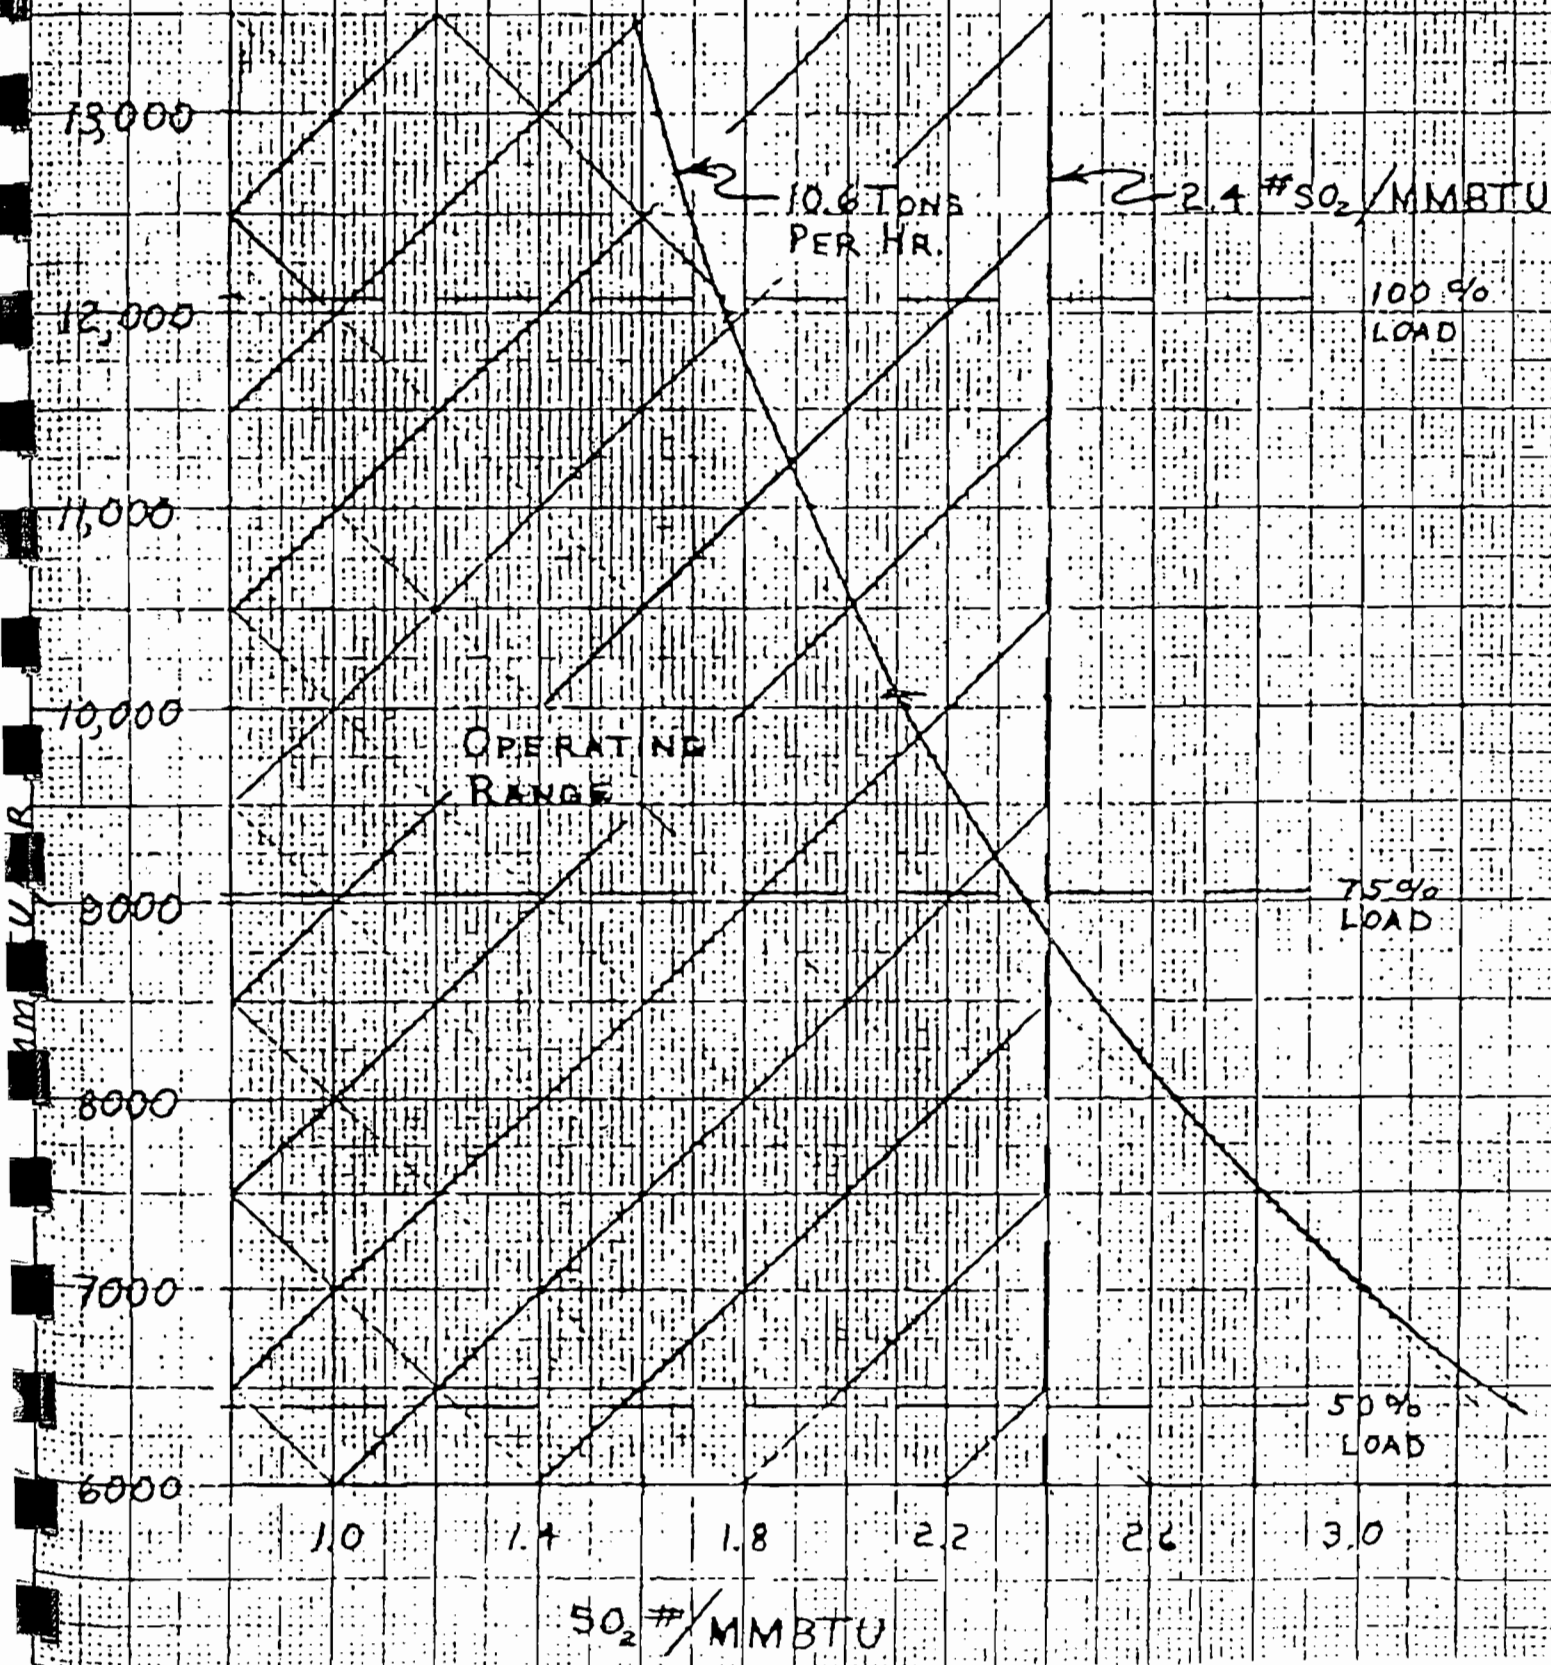 13,000
12,000
11,000
10,000
9000
8000
7000
6000
10.6 TONS
PER HR.
2.4 #SO₂/MMBTU
100%
LOAD
OPERATING
RANGE
75%
LOAD
50%
LOAD
1.0 1.4 1.8 2.2 2.6 3.0
SO₂ #/MMBTU